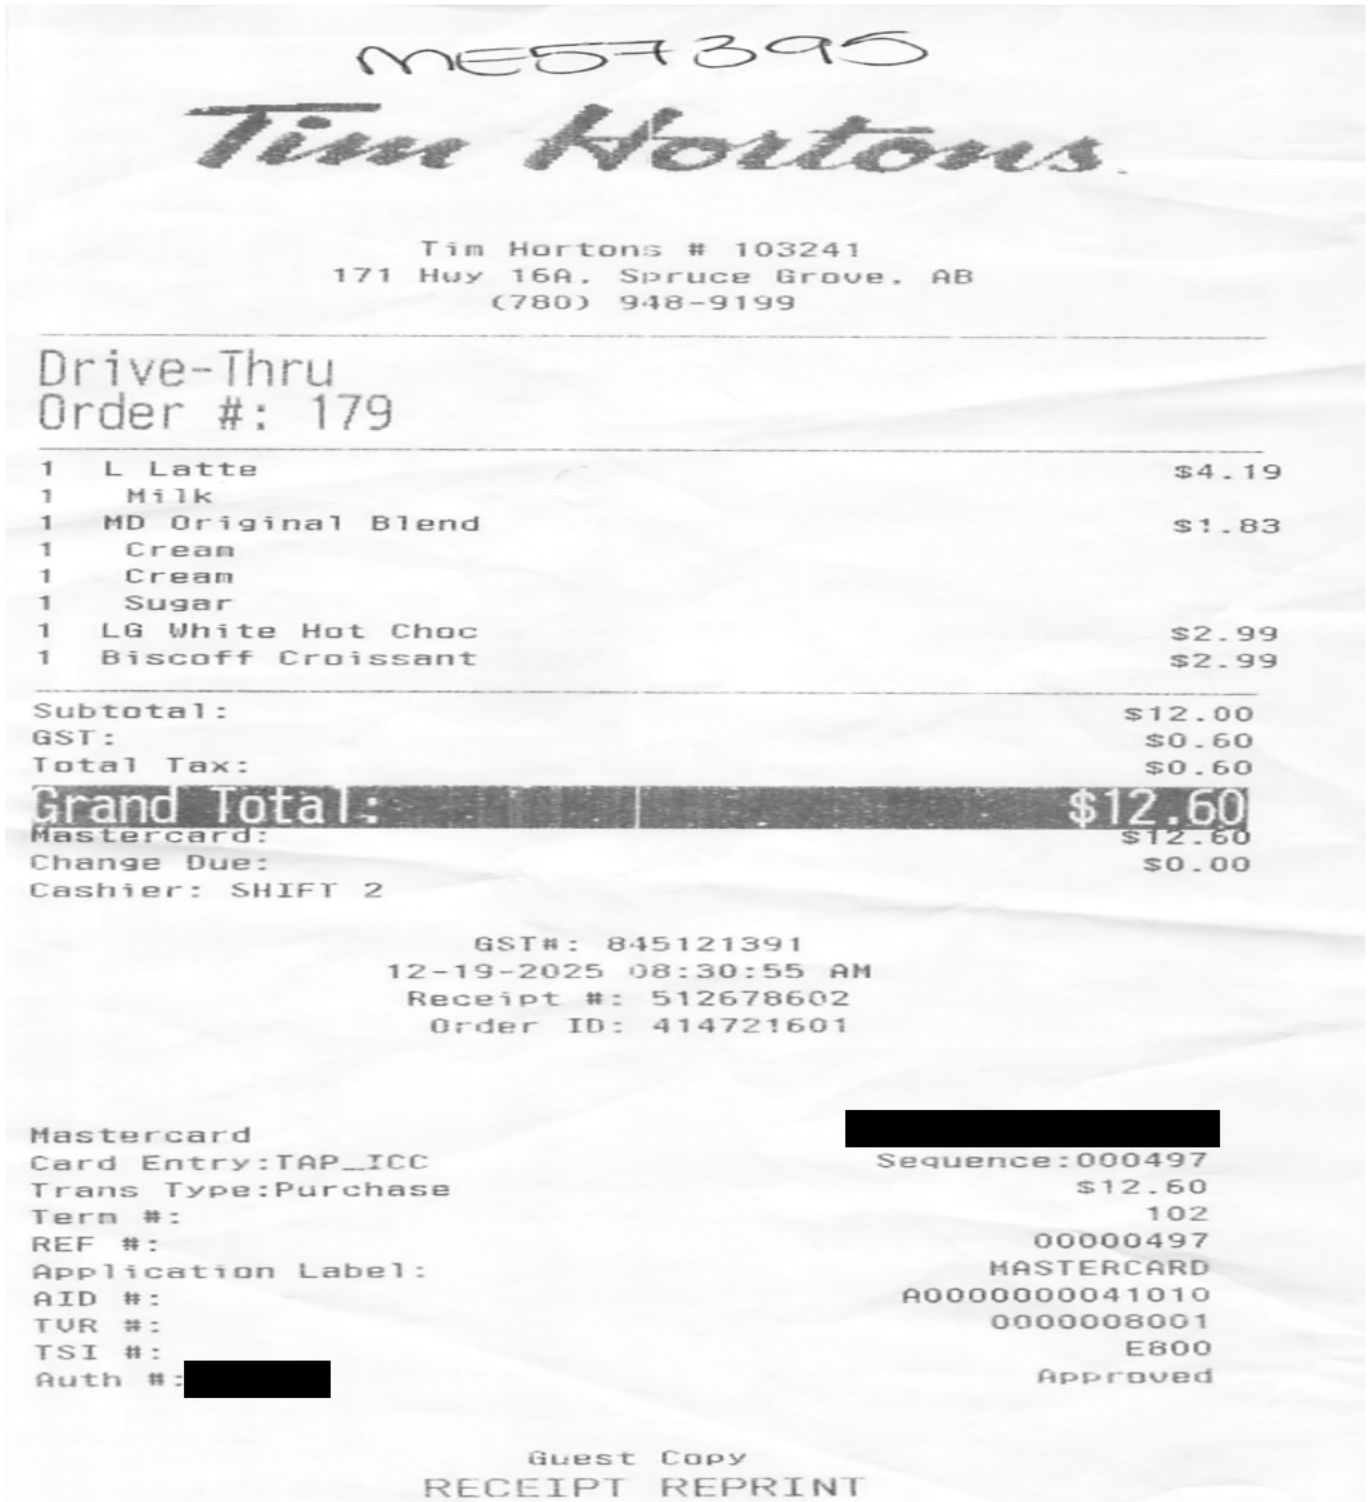 ME57395
Tim Hortons.
Tim Hortons # 103241
171 Hwy 16A, Spruce Grove, AB
(780) 948-9199
Drive-Thru
Order #: 179
1 L Latte $4.19
1 Milk
1 MD Original Blend $1.83
1 Cream
1 Cream
1 Sugar
1 LG White Hot Choc $2.99
1 Biscoff Croissant $2.99
Subtotal: $12.00
GST: $0.60
Total Tax: $0.60
Grand Total: $12.60
Mastercard: $12.60
Change Due: $0.00
Cashier: SHIFT 2
GST#: 845121391
12-19-2025 08:30:55 AM
Receipt #: 512678602
Order ID: 414721601
Mastercard
Card Entry:TAP_ICC Sequence:000497
Trans Type:Purchase $12.60
Term #: 102
REF #: 00000497
Application Label: MASTERCARD
AID #: A0000000041010
TVR #: 0000008001
TSI #: E800
Auth #: Approved
Guest Copy
RECEIPT REPRINT